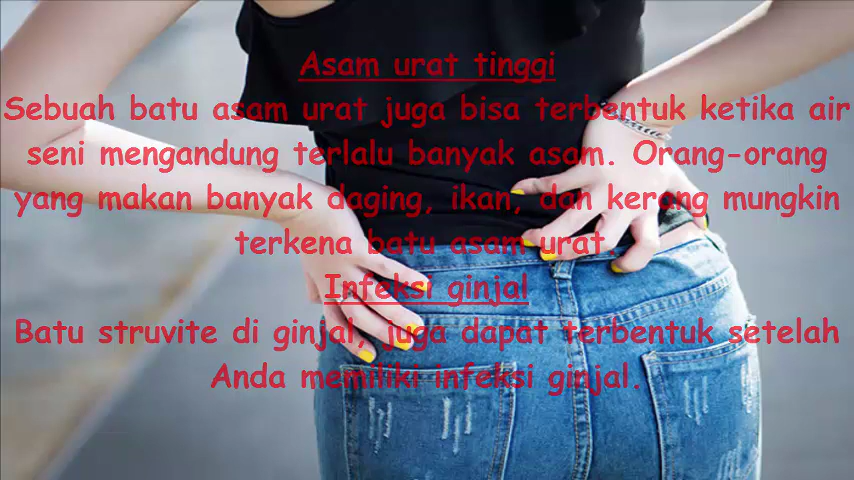 Asam urat tinggi
Sebuah batu asam urat juga bisa terbentuk ketika air
seni mengandung terlalu banyak asam. Orang-orang
yang makan banyak daging, ikan, dan kerang mungkin
terkena batu asam urat.
Infeksi ginjal
Batu struvite di ginjal, juga dapat terbentuk setelah
Anda memiliki infeksi ginjal.